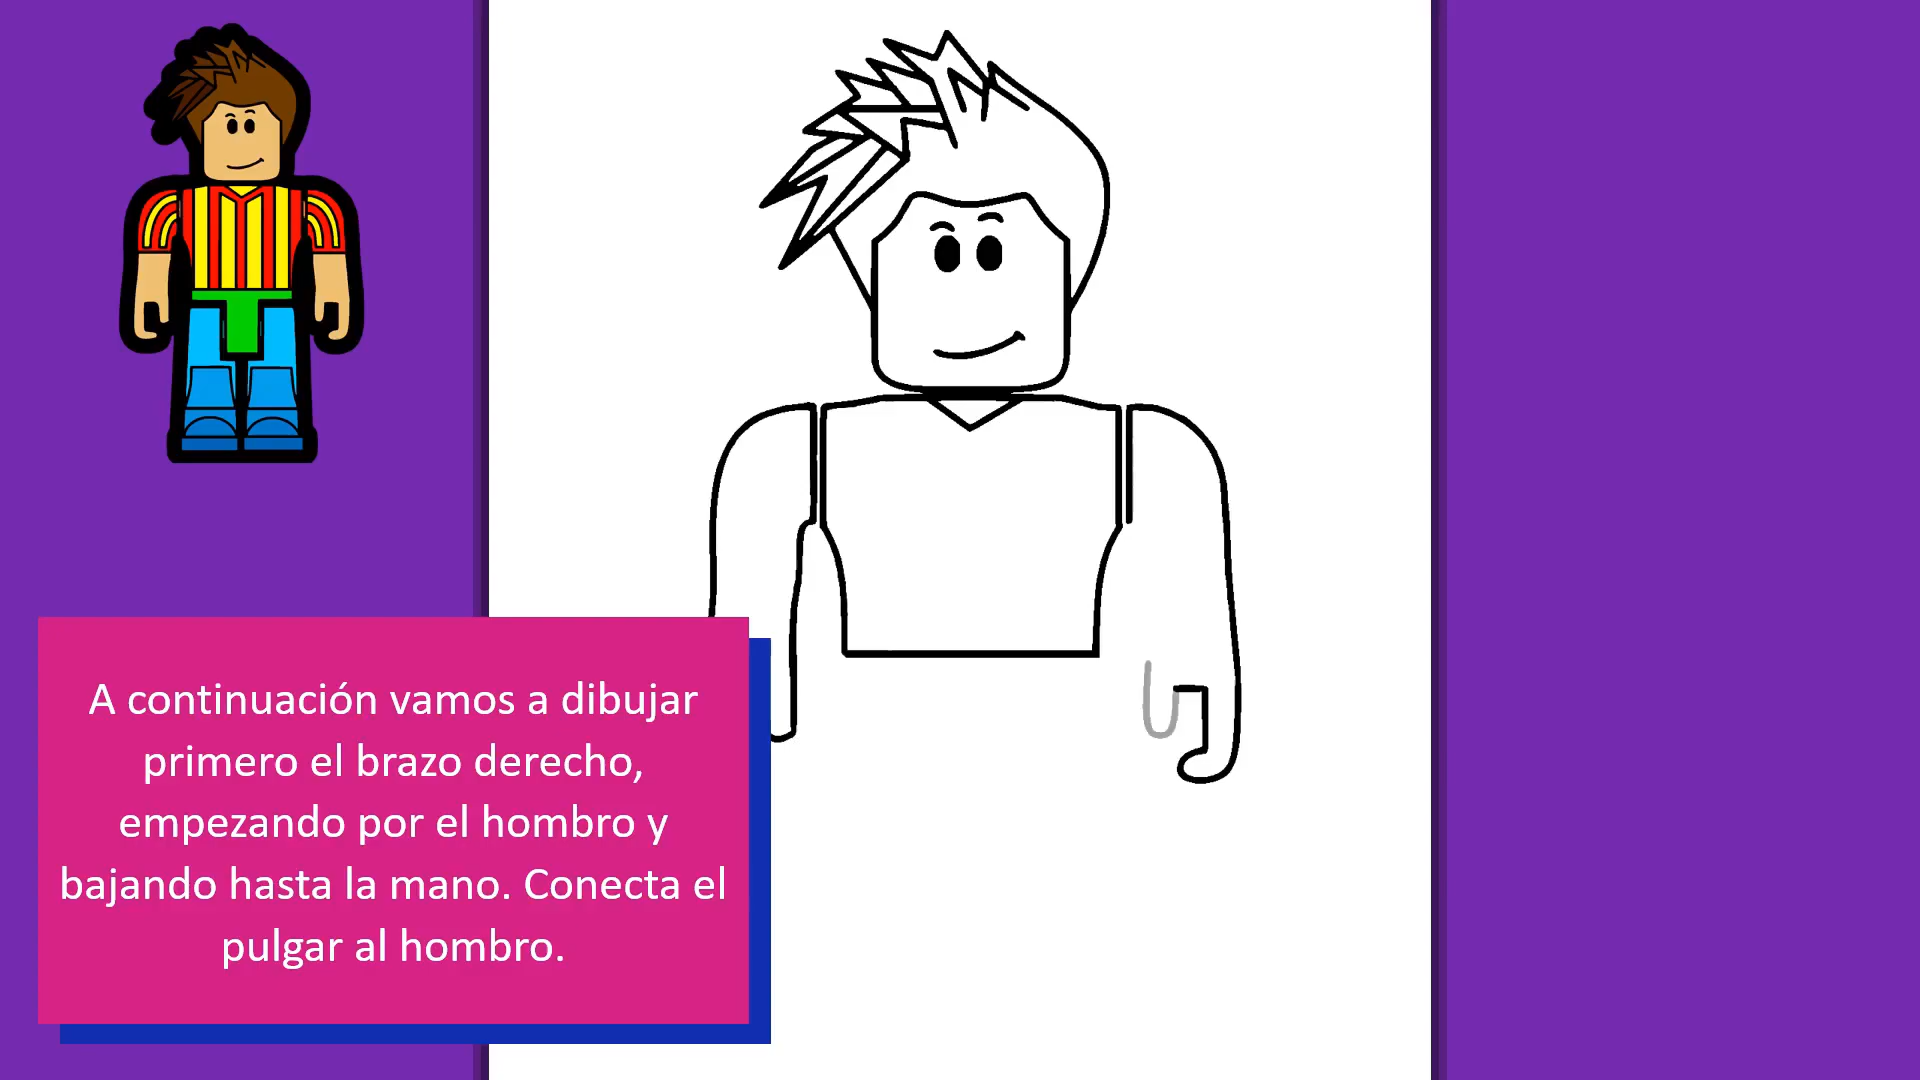 A continuación vamos a dibujar
primero el brazo derecho,
empezando por el hombro y
bajando hasta la mano. Conecta el
pulgar al hombro.